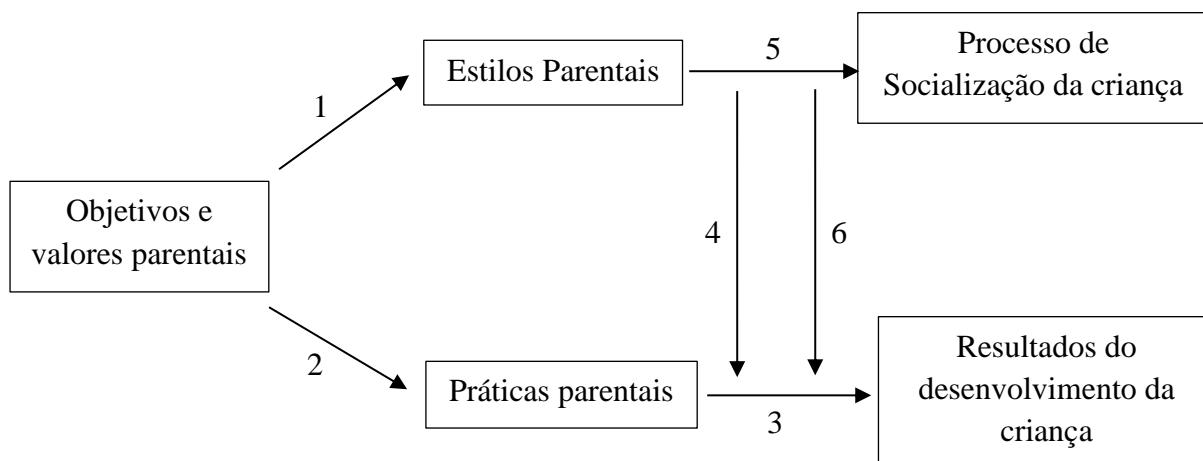 Estilos Parentais
5
Processo de
Socialização da criança
1
Objetivos e
valores parentais
4
6
2
Práticas parentais
3
Resultados do
desenvolvimento da
criança